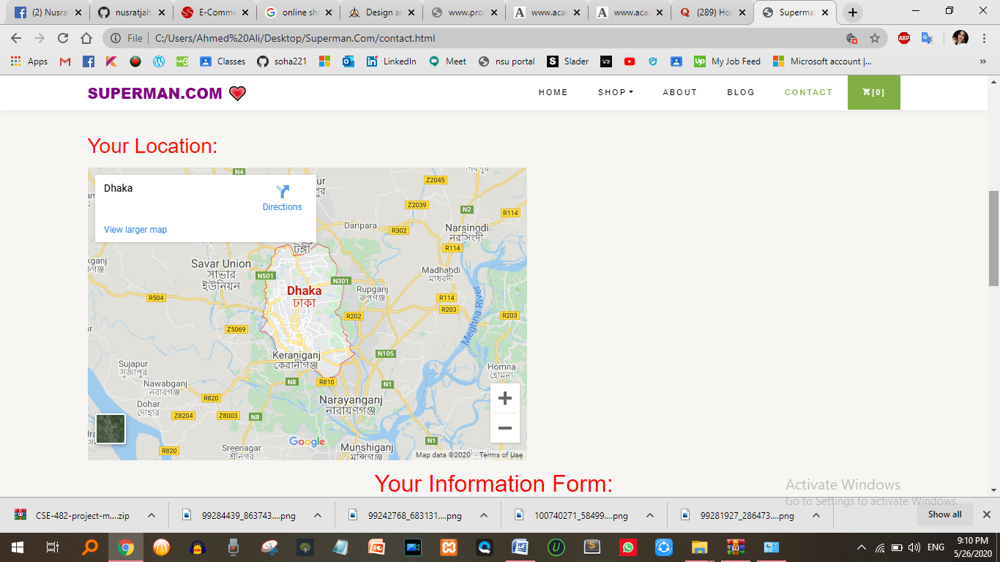 (2) Nusra
nusratjah
E-Comme
online sh
Design a
www.pro
www.aca
www.aca
(289) Ho
Superma
File
C:/Users/Ahmed%20Ali/Desktop/Superman.Com/contact.html
ABP
Apps
Classes
soha221
LinkedIn
Meet
nsu portal
Slader
My Job Feed
Microsoft account |...
»
SUPERMAN.COM
HOME
SHOP
ABOUT
BLOG
CONTACT
[0]
Your Location:
Dhaka
Directions
View larger map
N4
Z2045
Z2039
N2
R114
Daripara
R302
Narsingdi
নরসিংদী
R114
টঙ্গী
Savar Union
সাভার
ইউনিয়ন
N501
N301
Madhabdi
মাধবদী
Dhaka
ঢাকা
Rupganj
রুপগঞ্জ
R504
R114
R203
R202
R203
Z5069
Meghna River
Keraniganj
কেরানীগঞ্জ
N105
Sujapur
সুজাপুর
Homna
হোমনা
N8
R810
N1
Nawabganj
নবাবগঞ্জ
R820
Narayanganj
নারায়ণগঞ্জ
Dohar
দোহার
Z8204
Z8003
N8
Google
N1
R820
Sreenagar
শ্রীনগর
Munshiganj
মুন্সিগঞ্জ
Map data ©2020
Terms of Use
Your Information Form:
Activate Windows
Go to Settings to activate Windows.
CSE-482-project-m....zip
99284439_863743....png
99242768_683131....png
100740271_58499....png
99281927_286473....png
Show all
ENG
9:10 PM
5/26/2020